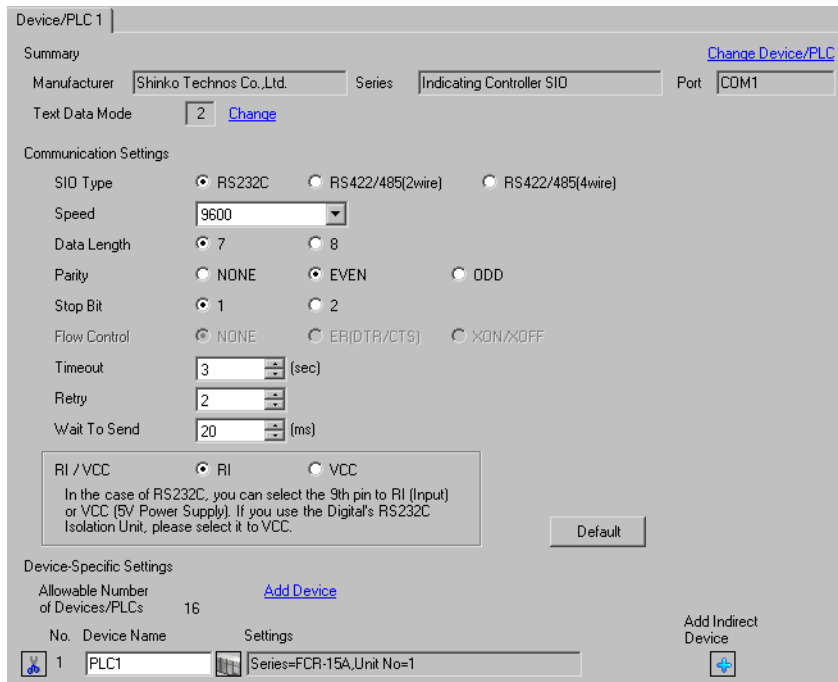 Device/PLC 1
Summary Change Device/PLC
Manufacturer Shinko Technos Co.,Ltd. Series Indicating Controller SIO Port COM1
Text Data Mode 2 Change
Communication Settings
SIO Type RS232C RS422/485(2wire) RS422/485(4wire)
Speed 9600
Data Length 7 8
Parity NONE EVEN ODD
Stop Bit 1 2
Flow Control NONE ER(DTR/CTS) XON/XOFF
Timeout 3 (sec)
Retry 2
Wait To Send 20 (ms)
RI / VCC RI VCC
In the case of RS232C, you can select the 9th pin to RI (Input)
or VCC (5V Power Supply). If you use the Digital's RS232C
Isolation Unit, please select it to VCC.
Default
Device-Specific Settings
Allowable Number Add Device
of Devices/PLCs 16
Add Indirect
Device
No. Device Name Settings
1 PLC1 Series=FCR-15A,Unit No=1